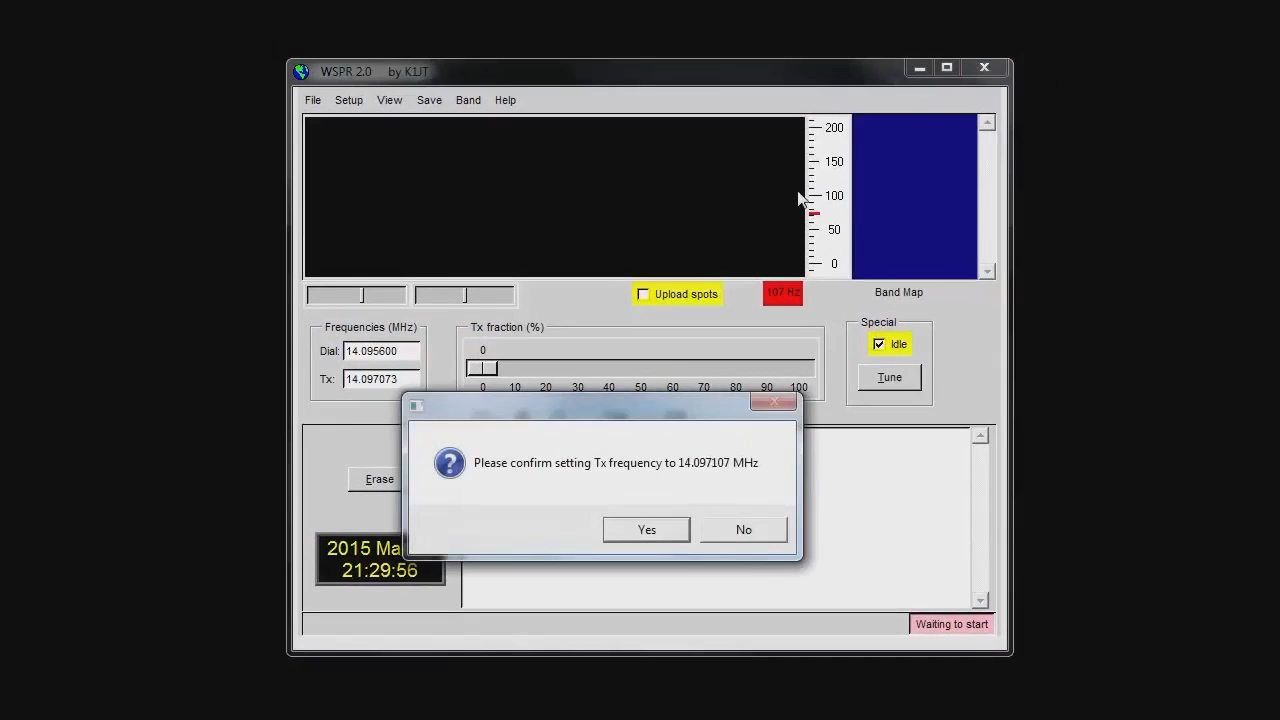 WSPR 2.0 by K1JT
File Setup View Save Band Help
200
150
100
50
0
Upload spots
107 Hz
Band Map
Frequencies (MHz)
Dial: 14.095600
Tx: 14.097073
Tx fraction (%)
0
0 10 20 30 40 50 60 70 80 90 100
Special
Idle
Tune
Please confirm setting Tx frequency to 14.097107 MHz
Yes No
Erase
2015 Ma
21:29:56
Waiting to start